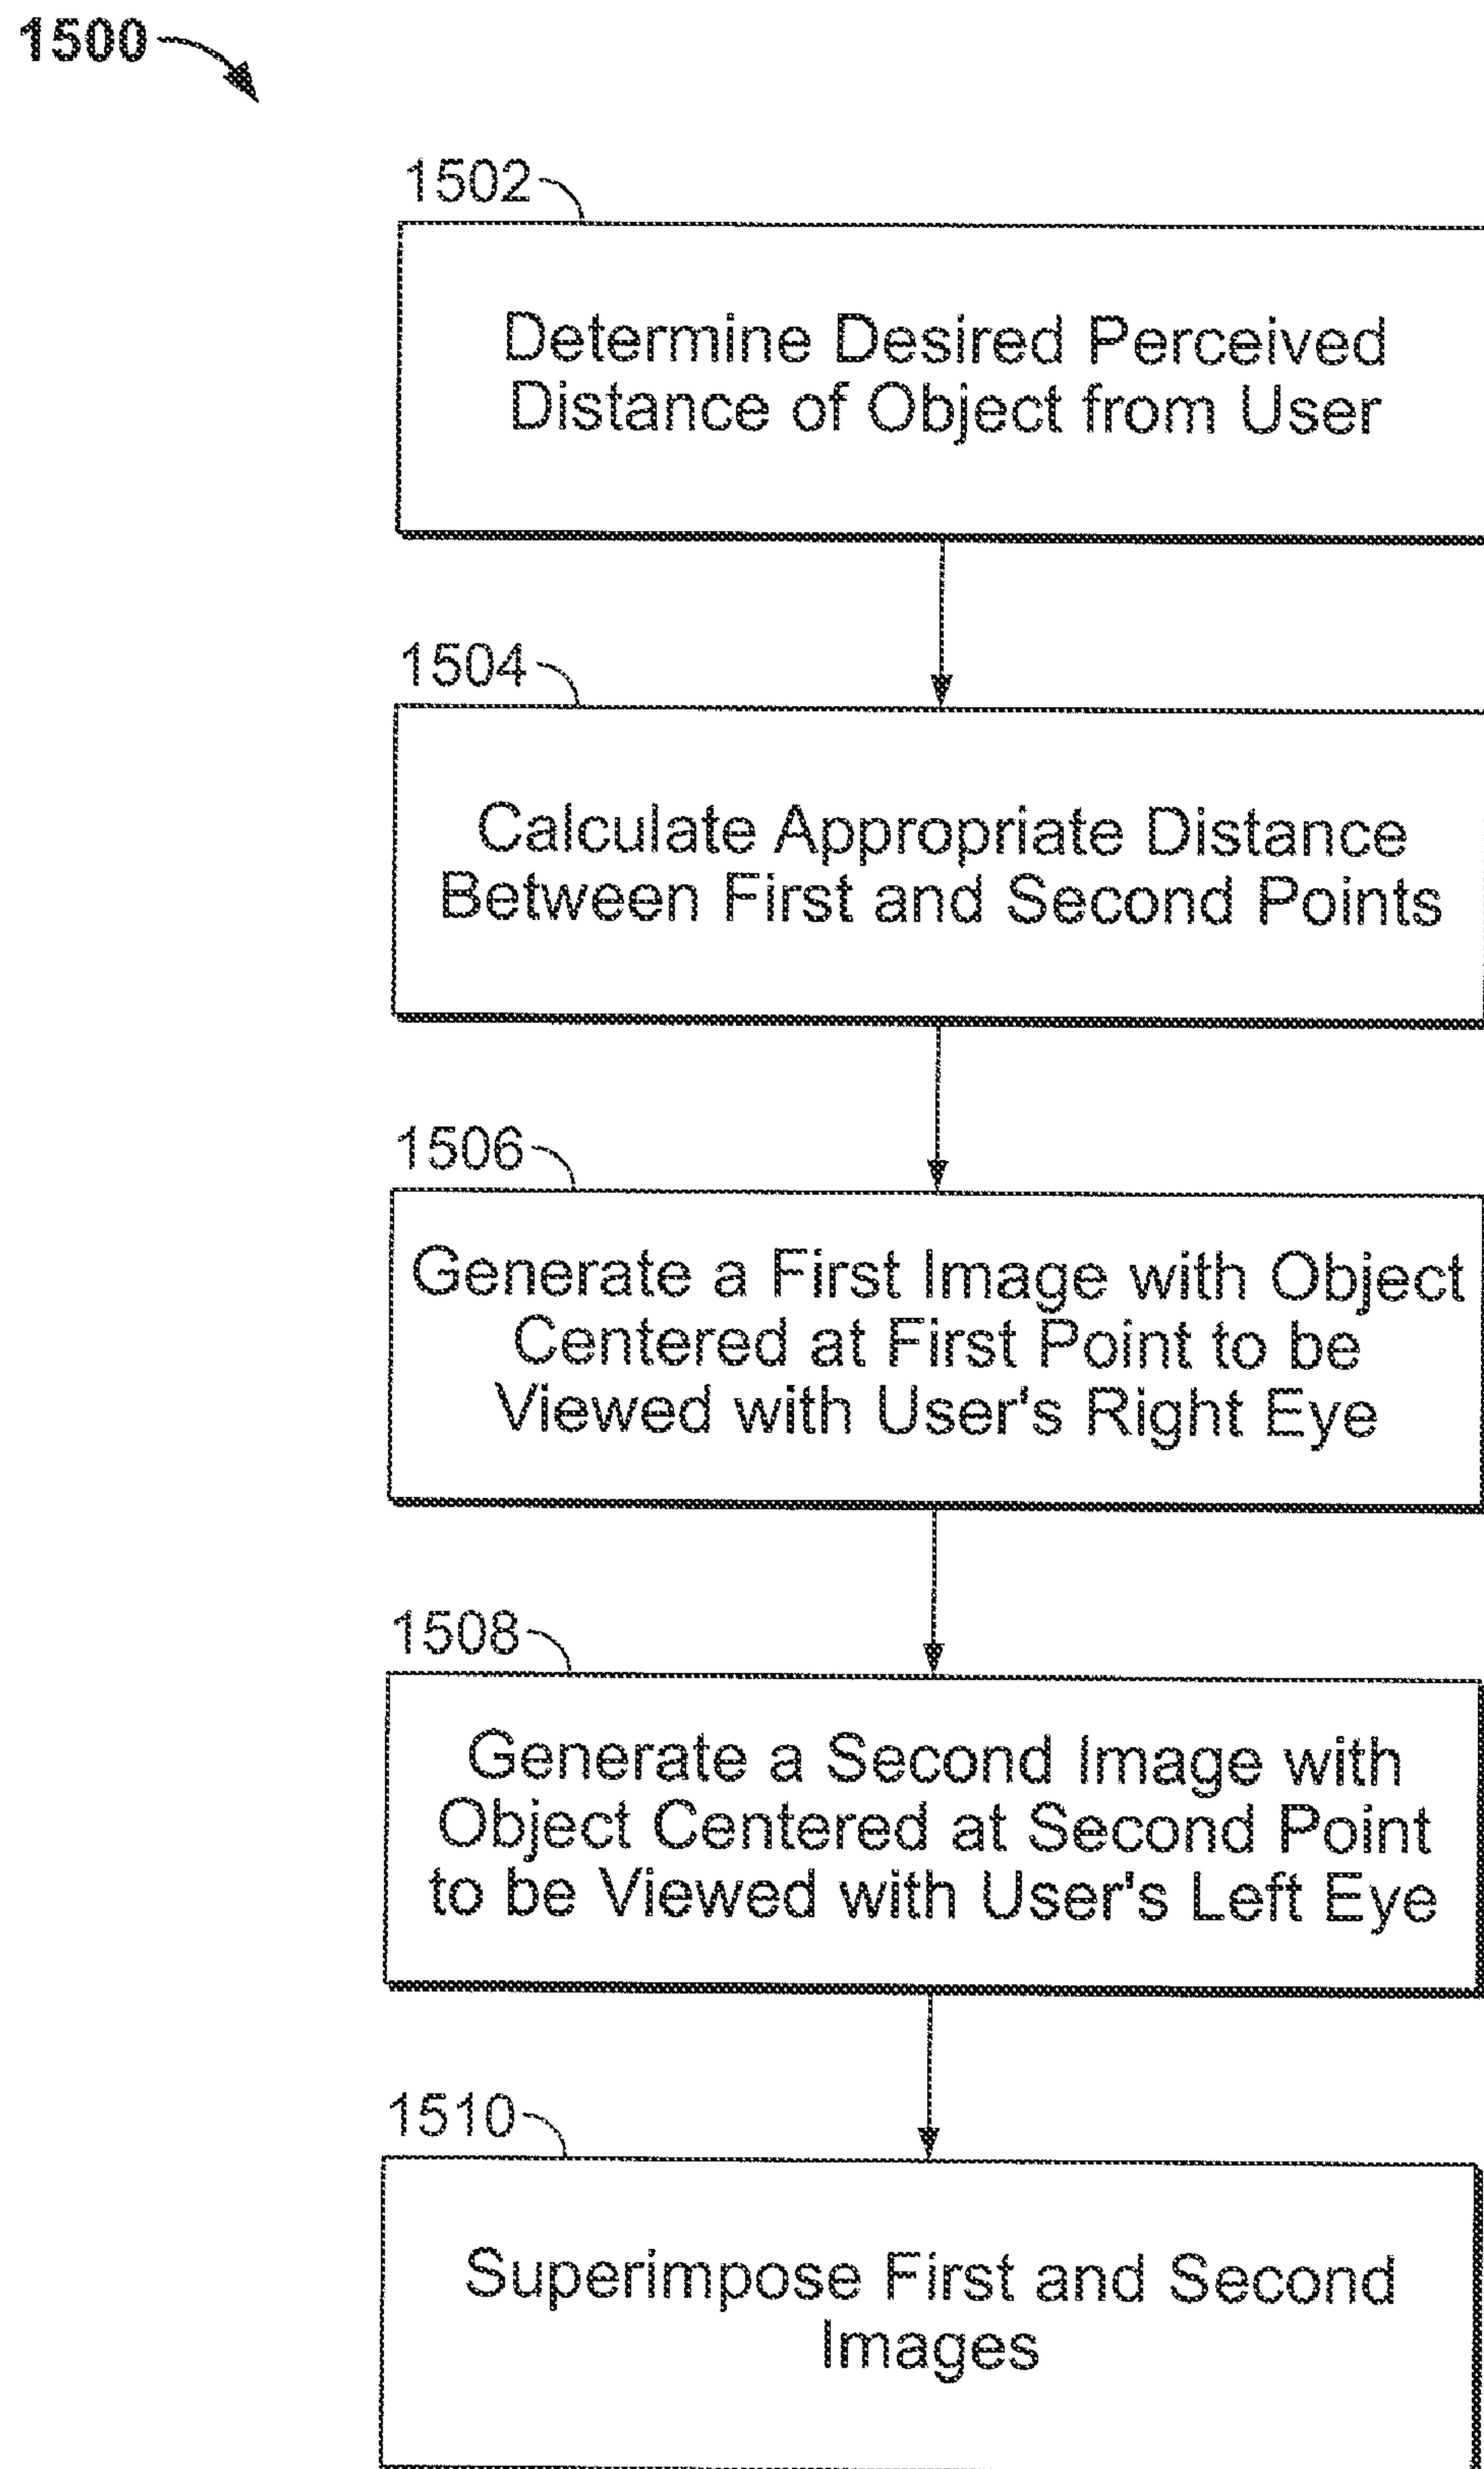 1500
1502
Determine Desired Perceived
Distance of Object from User
1504
Calculate Appropriate Distance
Between First and Second Points
1506
Generate a First Image with Object
Centered at First Point to be
Viewed with User's Right Eye
1508
Generate a Second Image with
Object Centered at Second Point
to be Viewed with User's Left Eye
1510
Superimpose First and Second
Images